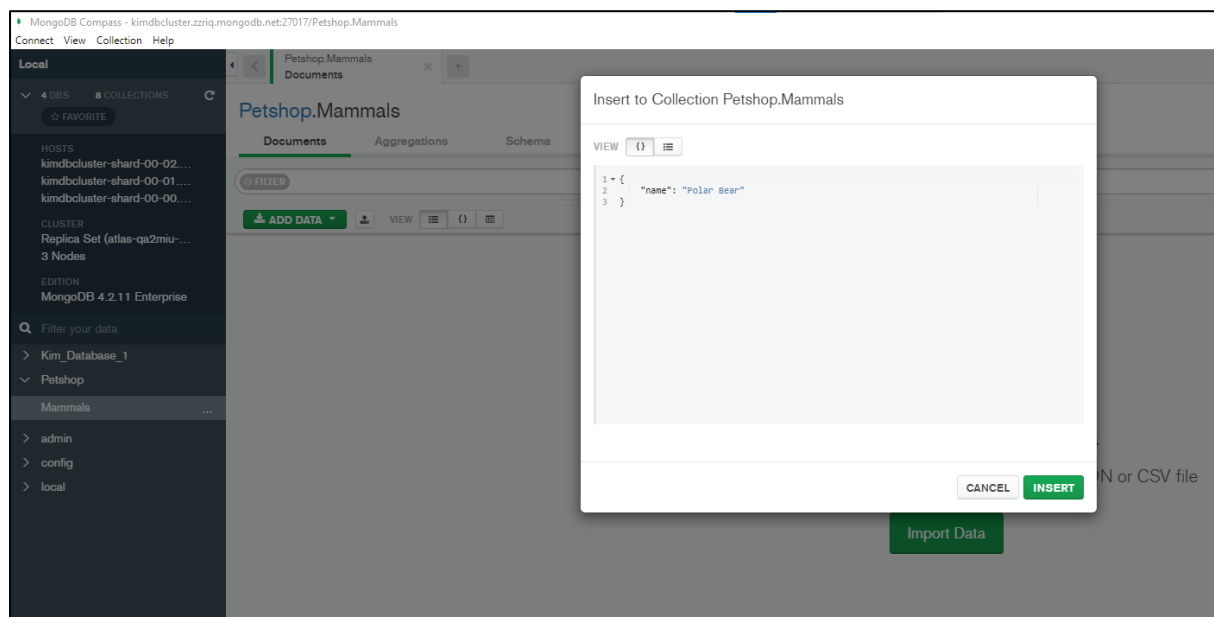 MongoDB Compass - kimdbcluster.zzriq.mongodb.net:27017/Petshop.Mammals
Connect View Collection Help
Local
4 DBS 8 COLLECTIONS
FAVORITE
HOSTS
kimdbcluster-shard-00-02....
kimdbcluster-shard-00-01....
kimdbcluster-shard-00-00....
CLUSTER
Replica Set (atlas-qa2miu-...
3 Nodes
EDITION
MongoDB 4.2.11 Enterprise
Filter your data
Kim_Database_1
Petshop
Mammals ...
admin
config
local
Petshop.Mammals
Documents
Petshop.Mammals
Documents Aggregations Schema
FILTER
ADD DATA VIEW {}
Insert to Collection Petshop.Mammals
VIEW {}
1 {
2 "name": "Polar Bear"
3 }
CANCEL INSERT
N or CSV file
Import Data